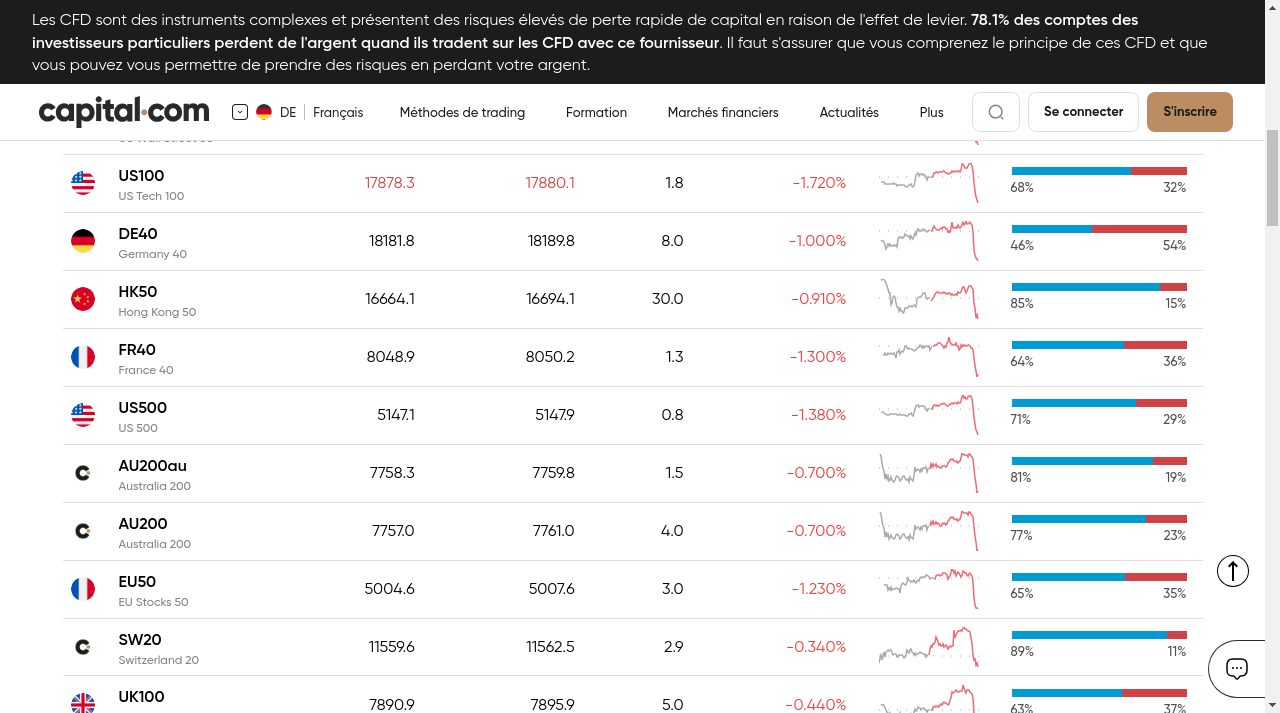 Les CFD sont des instruments complexes et présentent des risques élevés de perte rapide de capital en raison de l'effet de levier. 78.1% des comptes des
investisseurs particuliers perdent de l'argent quand ils tradent sur les CFD avec ce fournisseur. Il faut s'assurer que vous comprenez le principe de ces CFD et que
vous pouvez vous permettre de prendre des risques en perdant votre argent.
capital.com DE Français Méthodes de trading Formation Marchés financiers Actualités Plus Se connecter S'inscrire
US100 17878.3 17880.1 1.8 -1.720%
US Tech 100 68% 32%
DE40 18181.8 18189.8 8.0 -1.000%
Germany 40 46% 54%
HK50 16664.1 16694.1 30.0 -0.910%
Hong Kong 50 85% 15%
FR40 8048.9 8050.2 1.3 -1.300%
France 40 64% 36%
US500 5147.1 5147.9 0.8 -1.380%
US 500 71% 29%
AU200au 7758.3 7759.8 1.5 -0.700%
Australia 200 81% 19%
AU200 7757.0 7761.0 4.0 -0.700%
Australia 200 77% 23%
EU50 5004.6 5007.6 3.0 -1.230%
EU Stocks 50 65% 35%
SW20 11559.6 11562.5 2.9 -0.340%
Switzerland 20 89% 11%
UK100 7890.9 7895.9 5.0 -0.440%
63% 37%